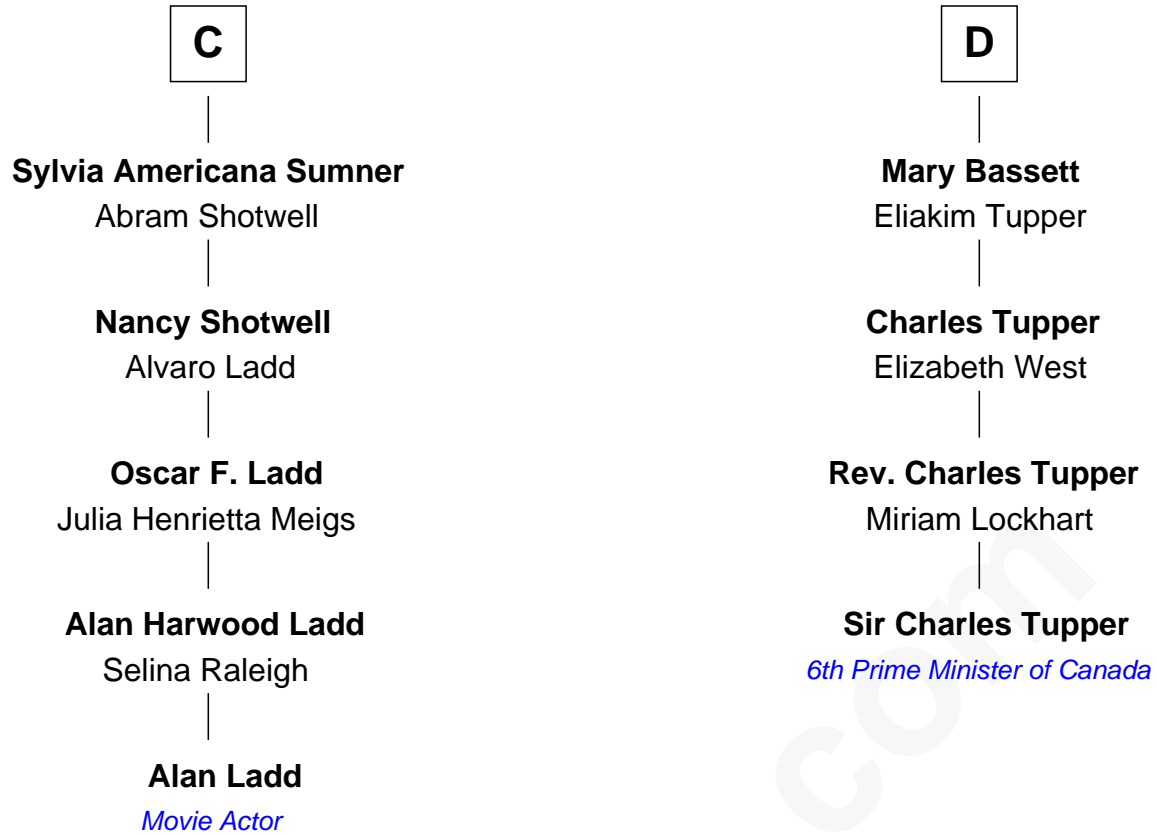 C
Sylvia Americana Sumner
Abram Shotwell
Nancy Shotwell
Alvaro Ladd
Oscar F. Ladd
Julia Henrietta Meigs
Alan Harwood Ladd
Selina Raleigh
Alan Ladd
Movie Actor
D
Mary Bassett
Eliakim Tupper
Charles Tupper
Elizabeth West
Rev. Charles Tupper
Miriam Lockhart
Sir Charles Tupper
6th Prime Minister of Canada
com